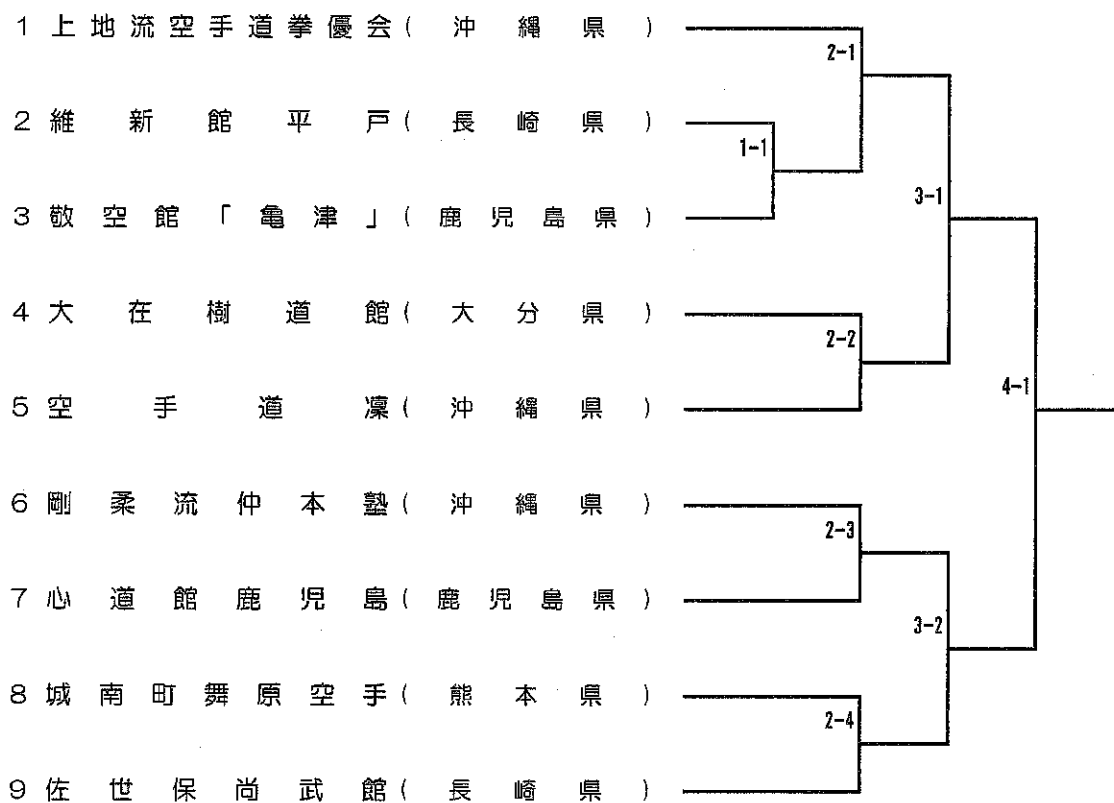 1 上地流空手道拳優会(沖縄県)
2-1
2 維新館平戸(長崎県)
1-1
3 敬空館「亀津」(鹿児島県)
3-1
4 大在樹道館(大分県)
2-2
4-1
5 空手道凜(沖縄県)
6 剛柔流仲本塾(沖縄県)
2-3
7 心道館鹿児島(鹿児島県)
3-2
8 城南町舞原空手(熊本県)
2-4
9 佐世保尚武館(長崎県)